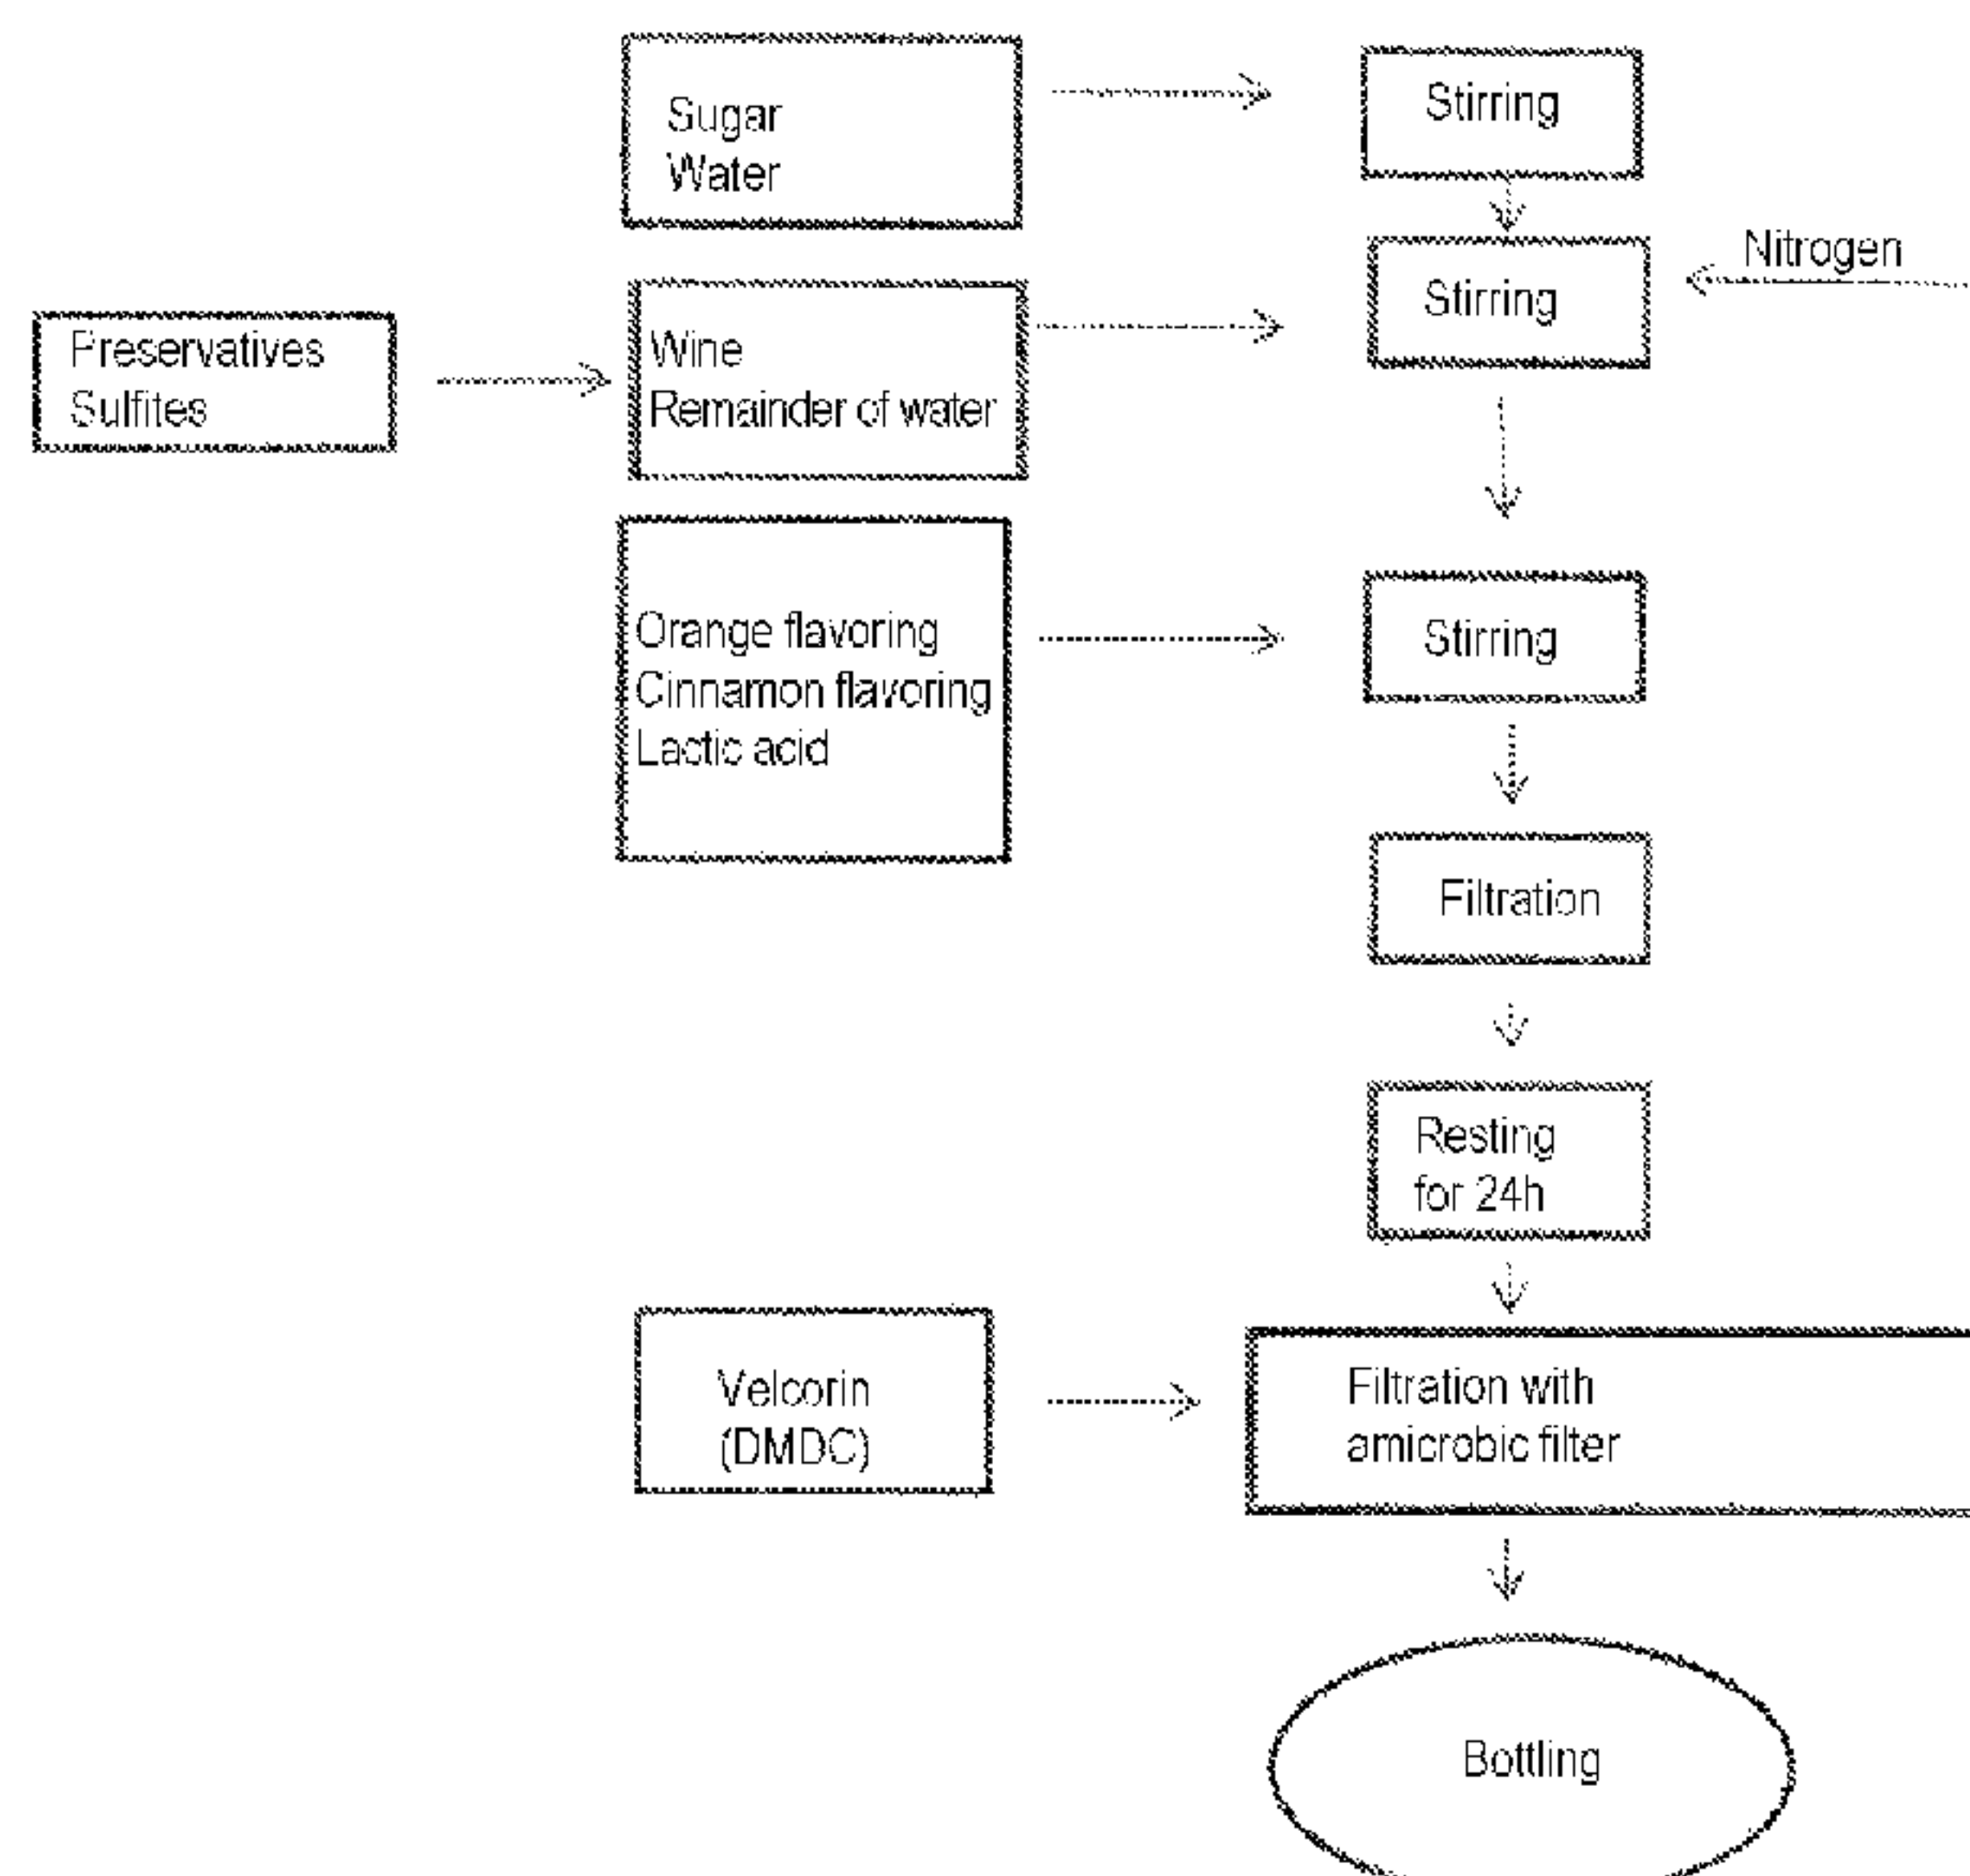 Sugar
Water
Stirring
Nitrogen
Stirring
Preservatives
Sulfites
Wine
Remainder of water
Orange flavoring
Cinnamon flavoring
Lactic acid
Stirring
Filtration
Resting
for 24h
Velcorin
(DMDC)
Filtration with
amicrobic filter
Bottling